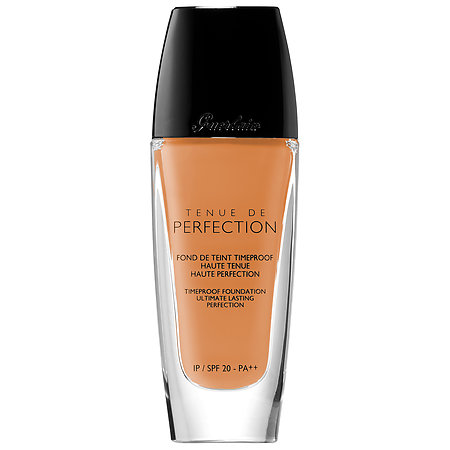 Guerlain
TENUE DE
PERFECTION
FOND DE TEINT TIMEPROOF
HAUTE TENUE
HAUTE PERFECTION
TIMEPROOF FOUNDATION
ULTIMATE LASTING
PERFECTION
IP / SPF 20 - PA++